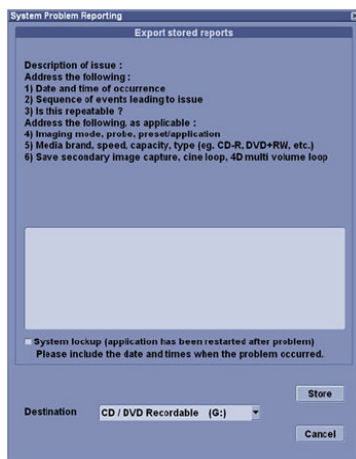 System Problem Reporting
Export stored reports
Description of issue :
Address the following :
1) Date and time of occurrence
2) Sequence of events leading to issue
3) Is this repeatable ?
Address the following, as applicable :
4) Imaging mode, probe, preset/application
5) Media brand, speed, capacity, type (eg. CD-R, DVD+RW, etc.)
6) Save secondary image capture, cine loop, 4D multi volume loop
System lockup (application has been restarted after problem)
Please include the date and times when the problem occurred.
Store
Destination CD / DVD Recordable (G:)
Cancel